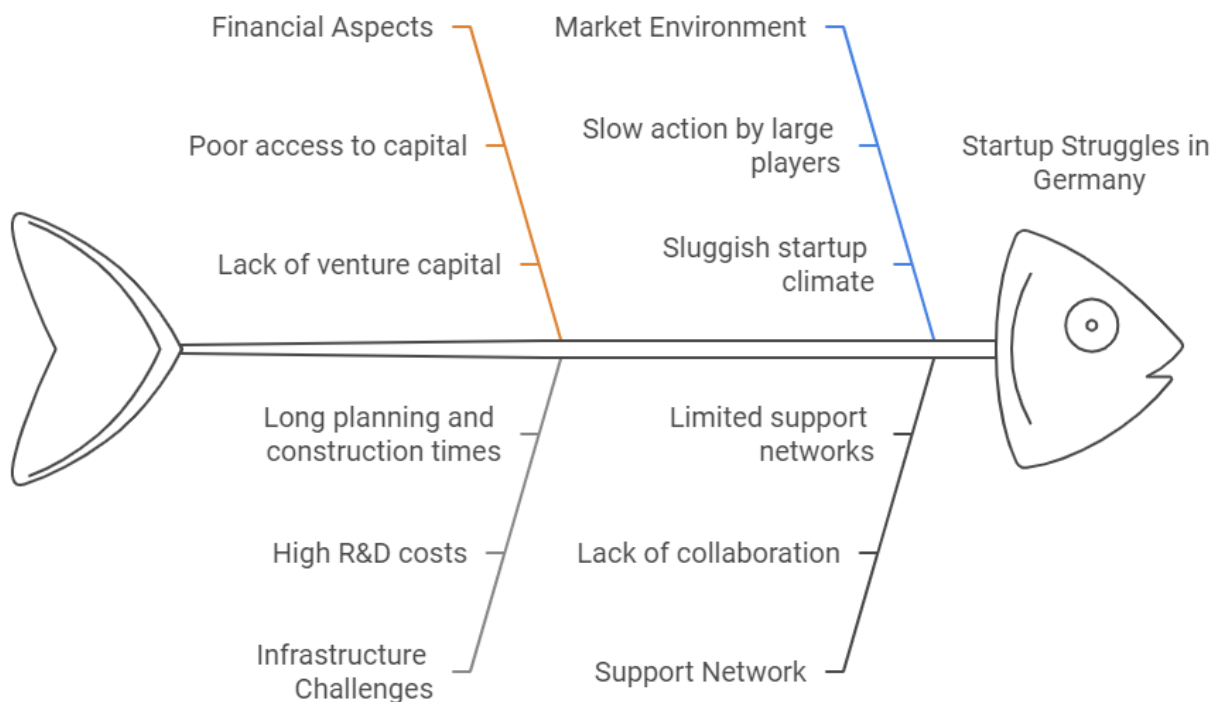 Financial Aspects
Poor access to capital
Lack of venture capital
Market Environment
Slow action by large
players
Sluggish startup
climate
Startup Struggles in
Germany
Long planning and
construction times
High R&D costs
Infrastructure
Challenges
Limited support
networks
Lack of collaboration
Support Network